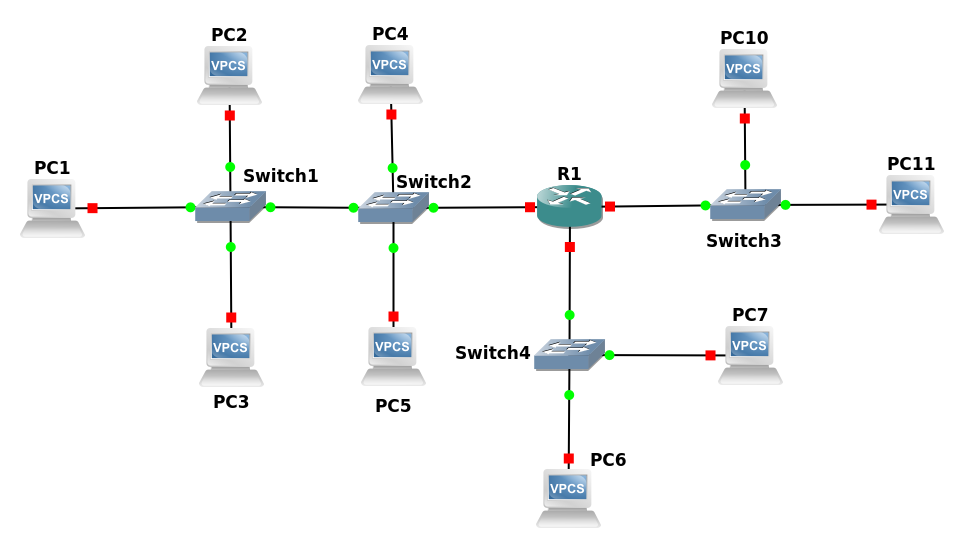 PC2
PC4
PC10
VPCS
VPCS
VPCS
PC1
Switch1
Switch2
R1
PC11
VPCS
VPCS
Switch3
PC7
Switch4
VPCS
VPCS
VPCS
PC3
PC5
PC6
VPCS